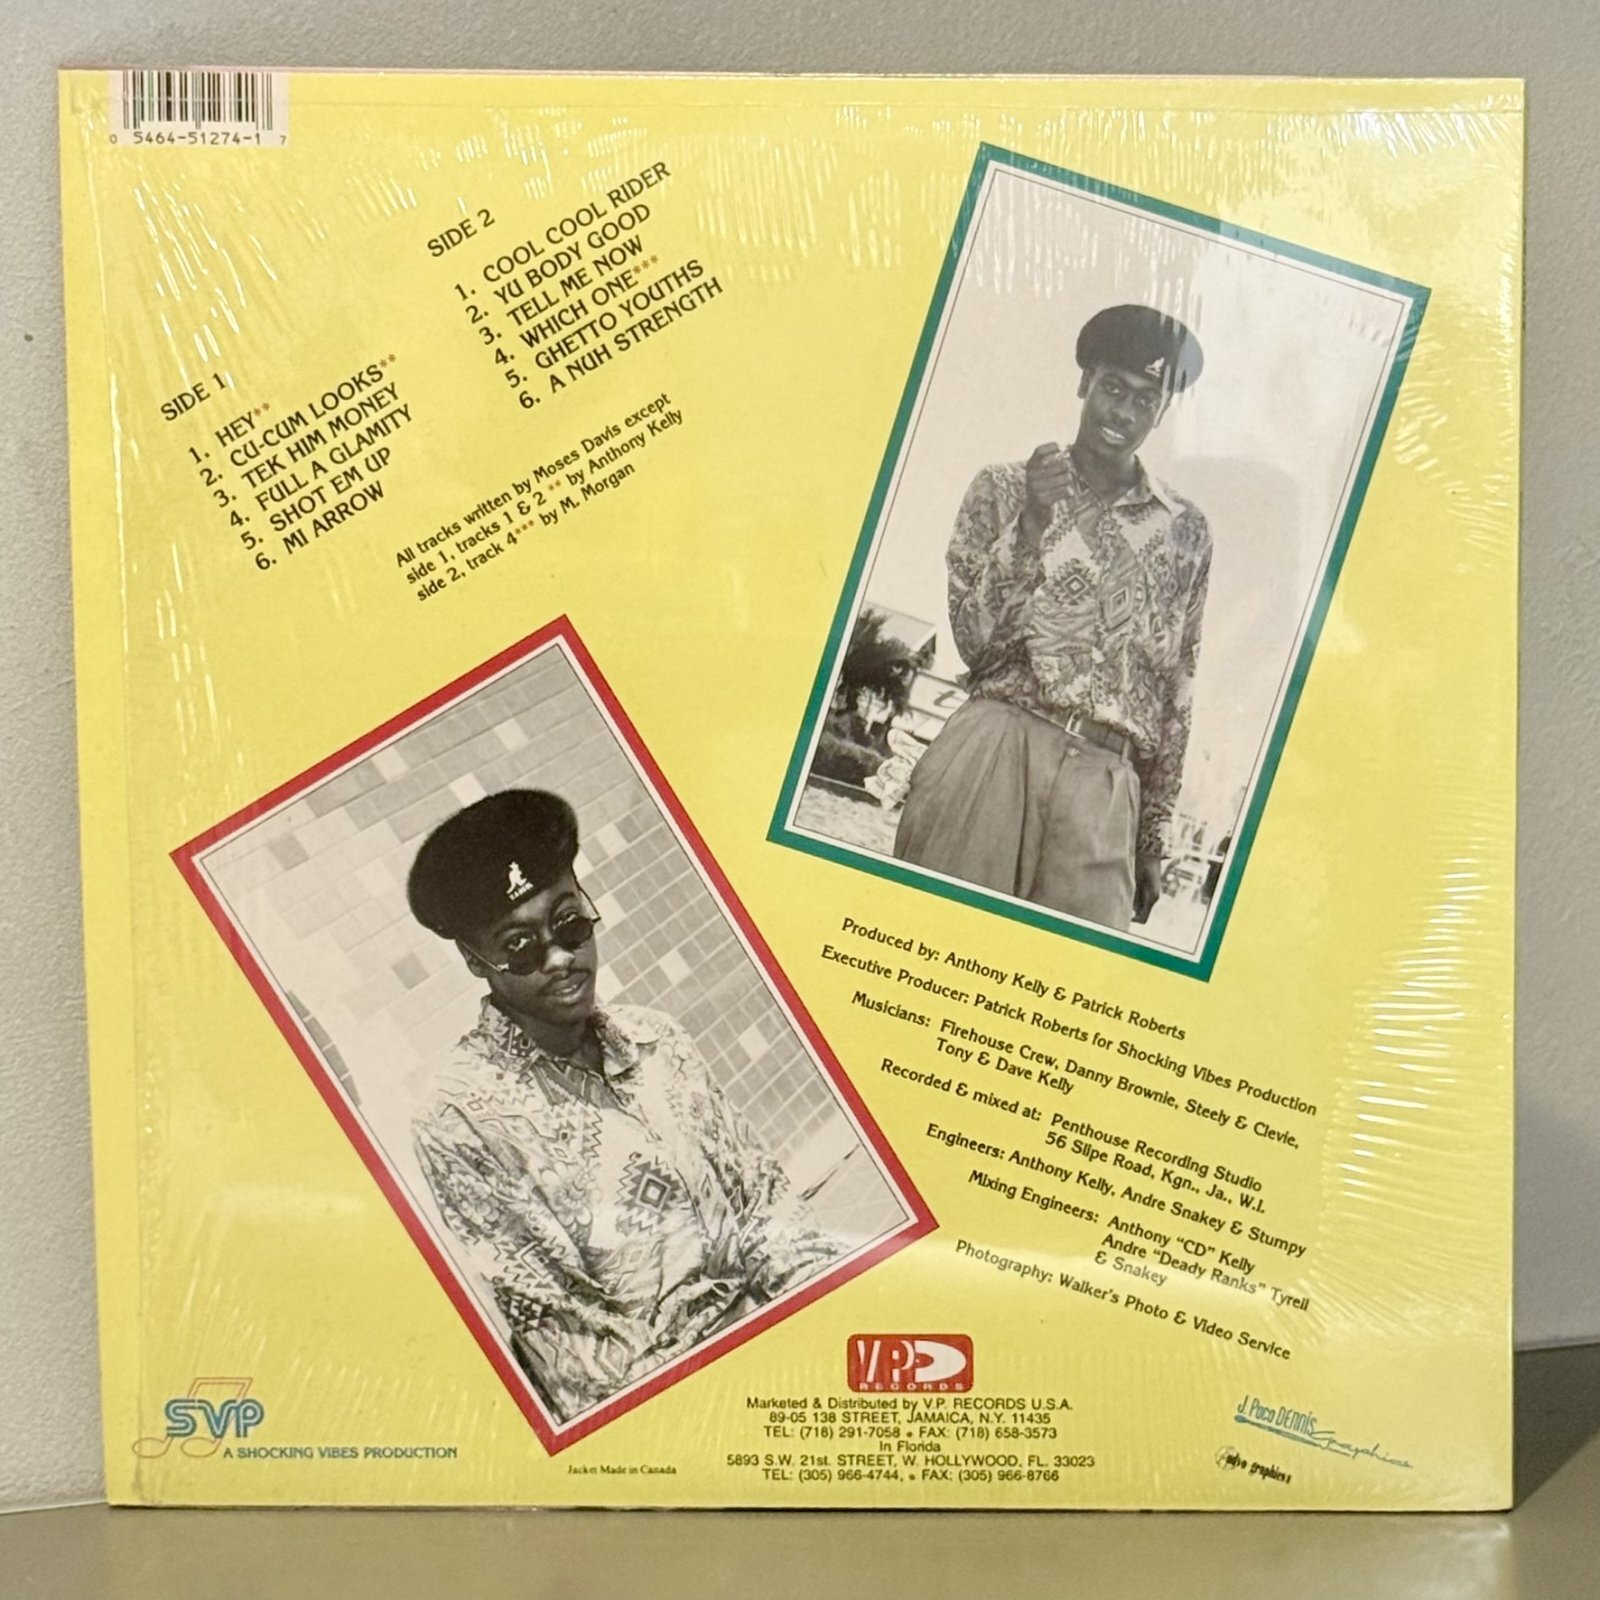 0 5464-51274-1 7
SIDE 1
1. HEY**
2. CU-CUM LOOKS**
3. TEK HIM MONEY
4. FULL A GLAMITY
5. SHOT EM UP
6. MI ARROW
SIDE 2
1. COOL COOL RIDER
2. YU BODY GOOD
3. TELL ME NOW
4. WHICH ONE***
5. GHETTO YOUTHS
6. A NUH STRENGTH
All tracks written by Moses Davis except
side 1, tracks 1 & 2 ** by Anthony Kelly
side 2, track 4*** by M. Morgan
Produced by: Anthony Kelly & Patrick Roberts
Executive Producer: Patrick Roberts for Shocking Vibes Production
Musicians: Firehouse Crew, Danny Brownie, Steely & Clevie,
Tony & Dave Kelly
Recorded & mixed at: Penthouse Recording Studio
56 Slipe Road, Kgn., Ja., W.I.
Engineers: Anthony Kelly, Andre Snakey & Stumpy
Mixing Engineers: Anthony "CD" Kelly
Andre "Deady Ranks" Tyrell
& Snakey
Photography: Walker's Photo & Video Service
VP
RECORDS
Marketed & Distributed by V.P. RECORDS U.S.A.
89-05 138 STREET, JAMAICA, N.Y. 11435
TEL: (718) 291-7058 • FAX: (718) 658-3573
In Florida
5893 S.W. 21st. STREET, W. HOLLYWOOD, FL. 33023
TEL: (305) 966-4744, • FAX: (305) 966-8766
SVP
A SHOCKING VIBES PRODUCTION
Jacket Made in Canada
J. Poco DENNIS
Graphics